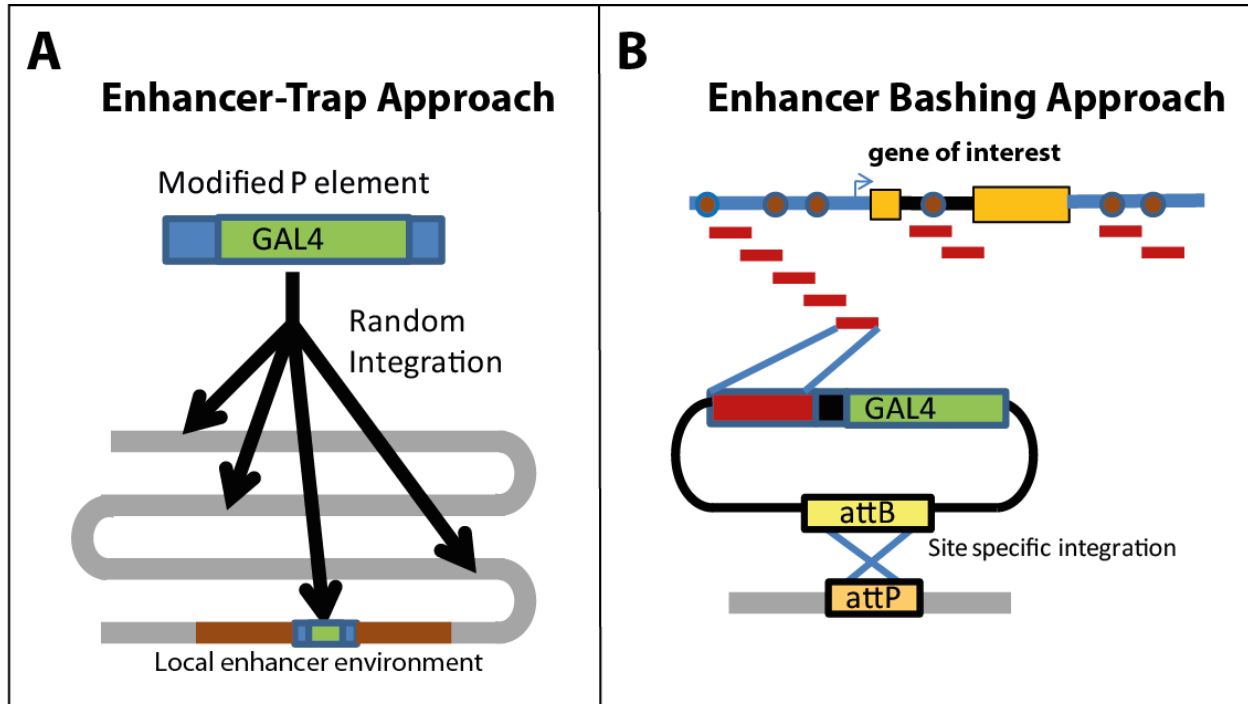 A
Enhancer-Trap Approach
Modified P element
GAL4
Random
Integration
Local enhancer environment
B
Enhancer Bashing Approach
gene of interest
GAL4
attB
Site specific integration
attP